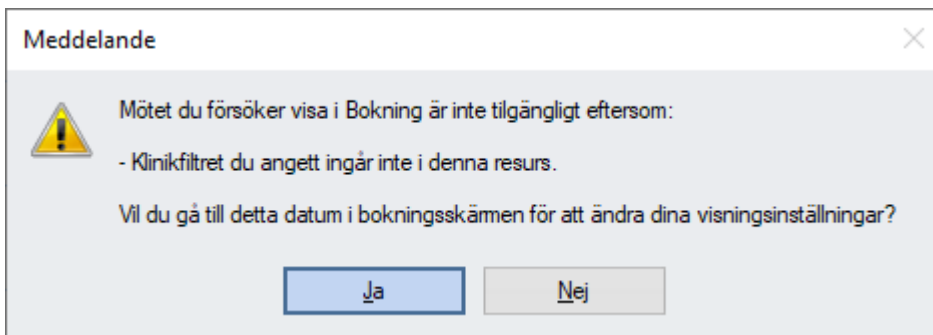 Meddelande
Mötet du försöker visa i Bokning är inte tilgängligt eftersom:
- Klinikfiltret du angett ingår inte i denna resurs.
Vil du gå till detta datum i bokningsskärmen för att ändra dina visningsinställningar?
Ja
Nej